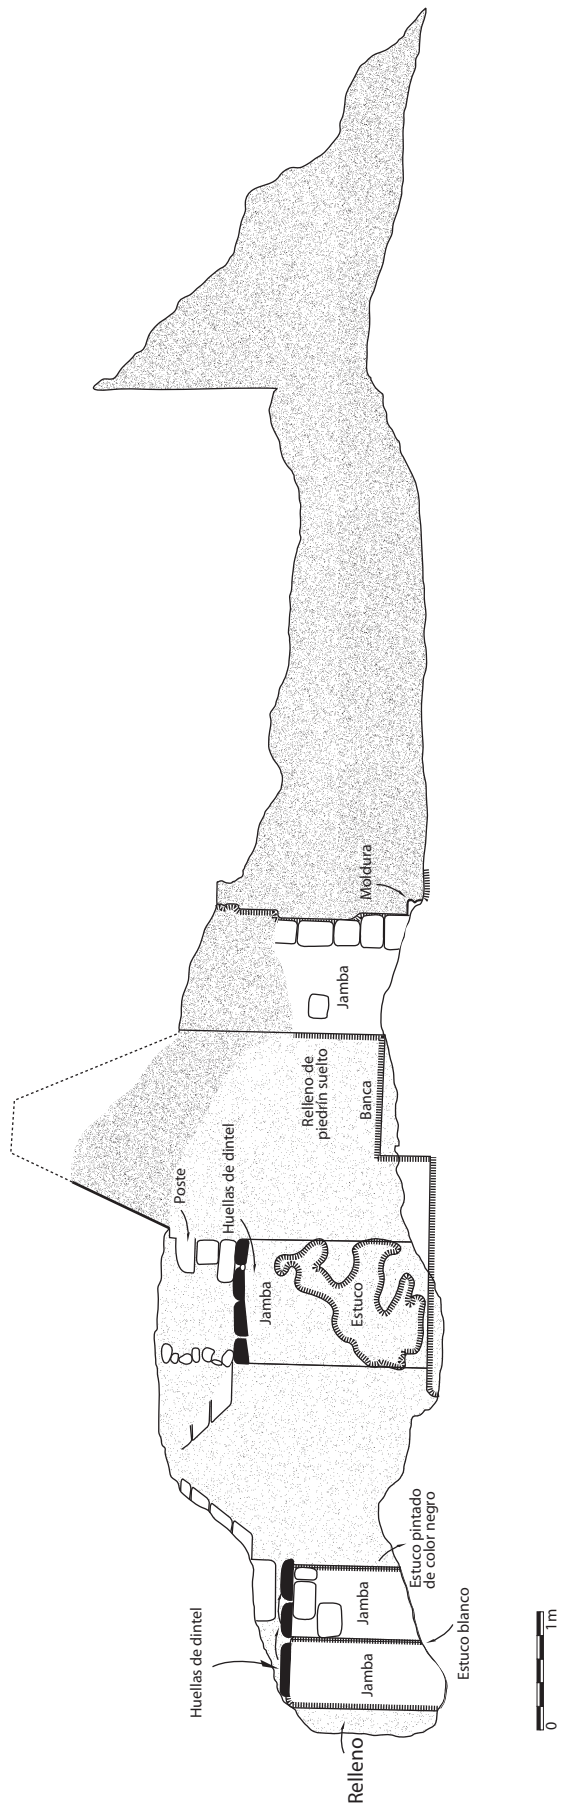 Relleno
Huellas de dintel
Jamba
Jamba
Estuco blanco
Estuco pintado
de color negro
Jamba
Estuco
Huellas de dintel
Poste
Banca
Relleno de
piedrín suelto
Jamba
Moldura
0
1m